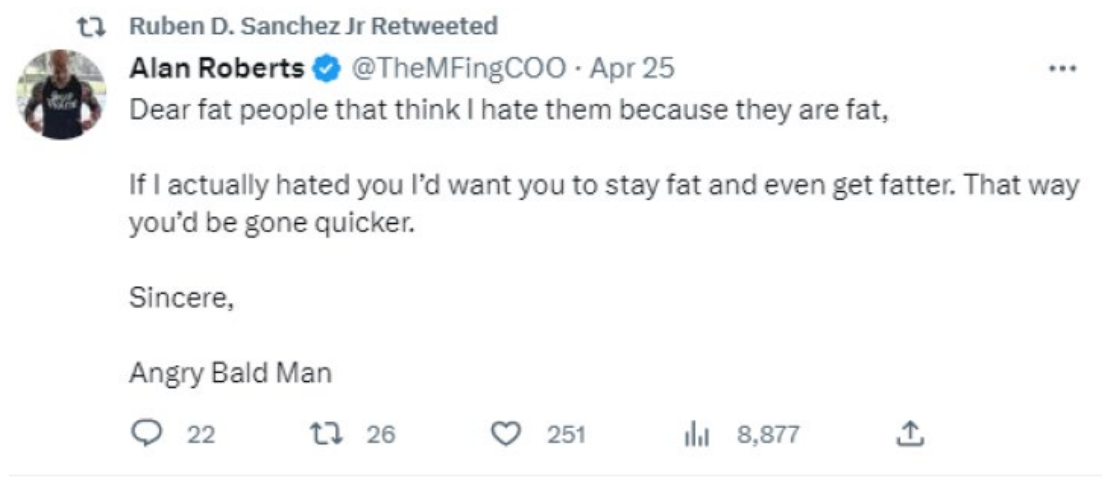 Ruben D. Sanchez Jr Retweeted
Alan Roberts @TheMFingCOO · Apr 25
Dear fat people that think I hate them because they are fat,
If I actually hated you I'd want you to stay fat and even get fatter. That way
you'd be gone quicker.
Sincere,
Angry Bald Man
22 26 251 8,877